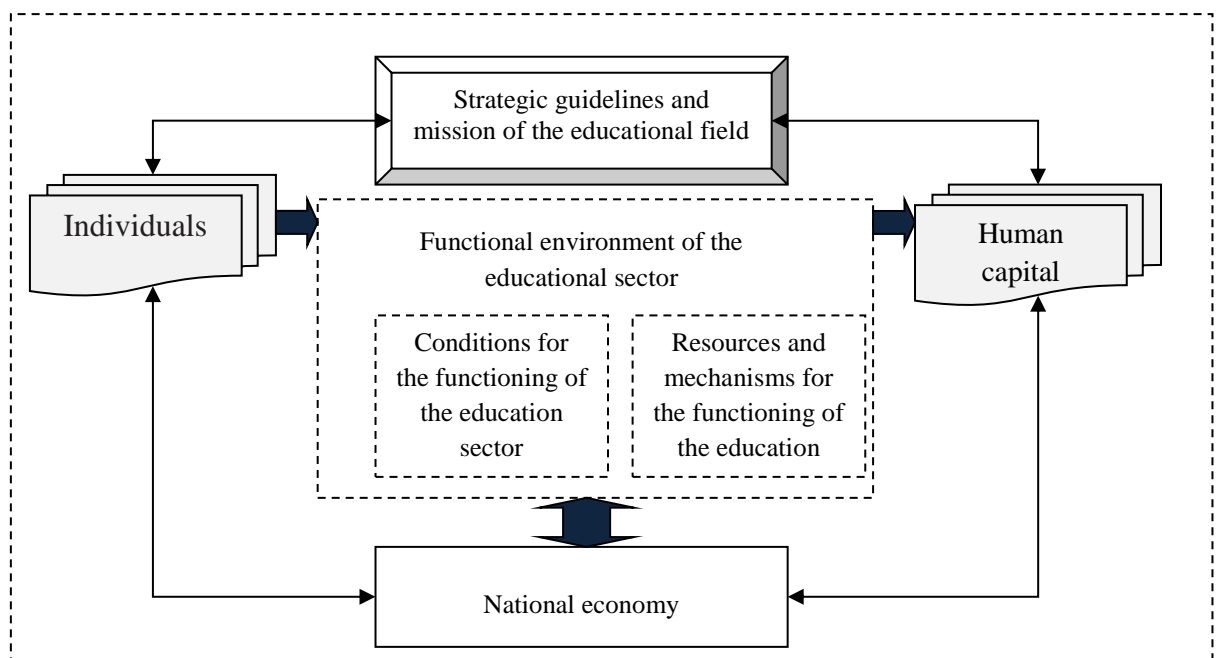 Strategic guidelines and
mission of the educational field
Individuals
Functional environment of the
educational sector
Human
capital
Conditions for
the functioning of
the education
sector
Resources and
mechanisms for
the functioning of
the education
National economy